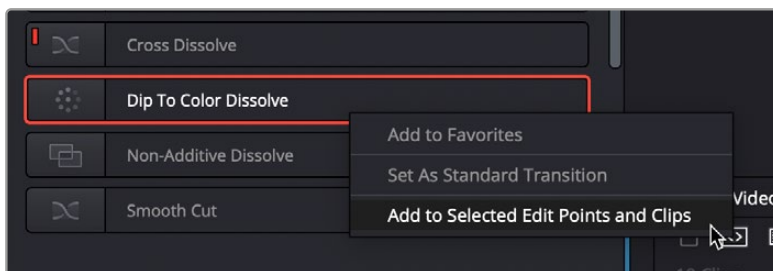 Cross Dissolve
Dip To Color Dissolve
Add to Favorites
Non-Additive Dissolve
Set As Standard Transition
Smooth Cut
Add to Selected Edit Points and Clips